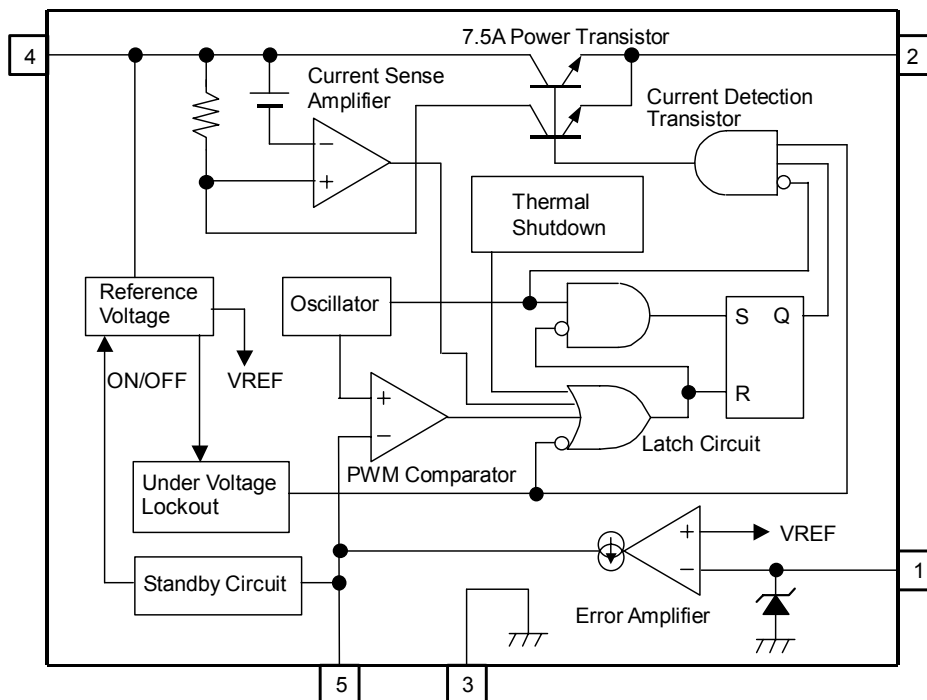 7.5A Power Transistor
4
2
Current Sense
Amplifier
Current Detection
Transistor
−
+
Thermal
Shutdown
Reference
Voltage
Oscillator
S Q
R
ON/OFF
VREF
+
−
PWM Comparator
Latch Circuit
Under Voltage
Lockout
+
VREF
−
1
Standby Circuit
Error Amplifier
5
3